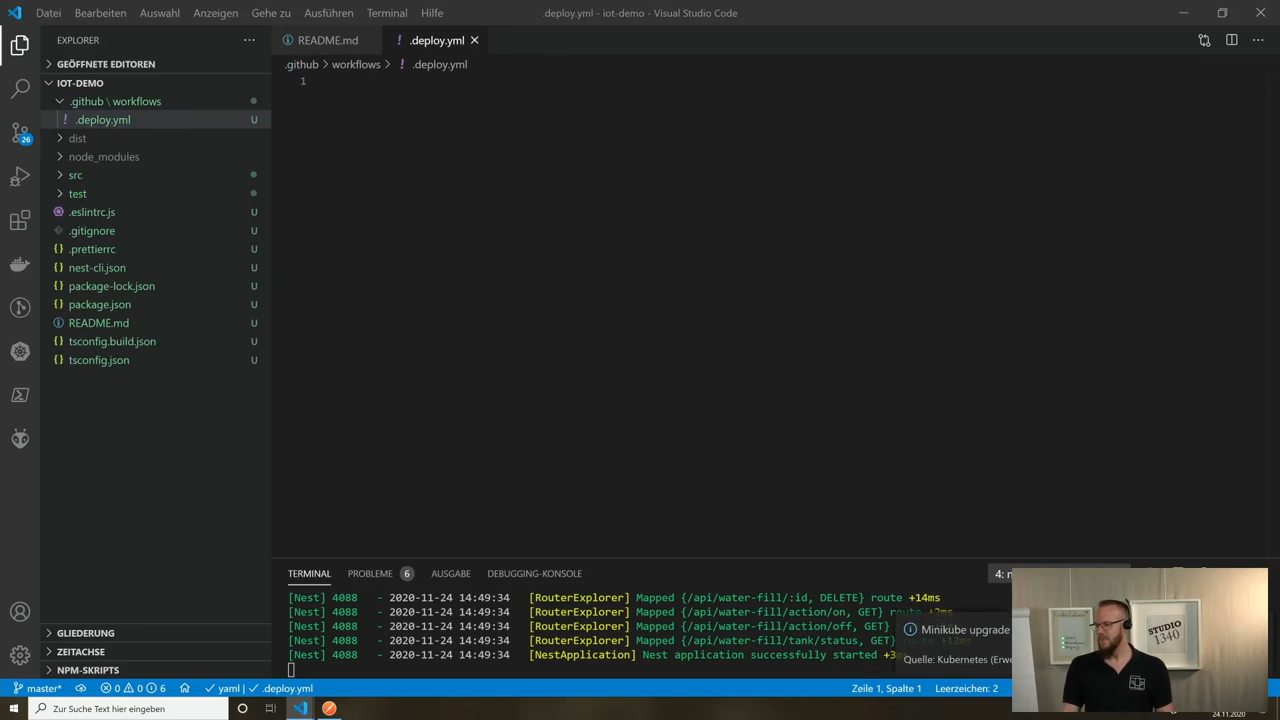 Datei Bearbeiten Auswahl Anzeigen Gehe zu Ausführen Terminal Hilfe .deploy.yml - iot-demo - Visual Studio Code
EXPLORER
README.md
.deploy.yml
GEÖFFNETE EDITOREN
.github > workflows > .deploy.yml
IOT-DEMO
1
.github \ workflows
.deploy.yml U
26
dist
node_modules
src
test
.eslintrc.js U
.gitignore U
.prettierrc U
nest-cli.json U
package-lock.json U
package.json U
README.md U
tsconfig.build.json U
tsconfig.json U
TERMINAL PROBLEME 6 AUSGABE DEBUGGING-KONSOLE
4:
[Nest] 4088 - 2020-11-24 14:49:34 [RouterExplorer] Mapped {/api/water-fill/:id, DELETE} route +14ms
[Nest] 4088 - 2020-11-24 14:49:34 [RouterExplorer] Mapped {/api/water-fill/action/on, GET} route +2ms
[Nest] 4088 - 2020-11-24 14:49:34 [RouterExplorer] Mapped {/api/water-fill/action/off, GET}
[Nest] 4088 - 2020-11-24 14:49:34 [RouterExplorer] Mapped {/api/water-fill/tank/status, GET}
[Nest] 4088 - 2020-11-24 14:49:34 [NestApplication] Nest application successfully started
Minikube upgrade
Quelle: Kubernetes
STUDIO
1340
GLIEDERUNG
ZEITACHSE
NPM-SKRIPTS
master* 0 0 6 yaml | .deploy.yml Zeile 1, Spalte 1 Leerzeichen: 2
Zur Suche Text hier eingeben
24.11.2020